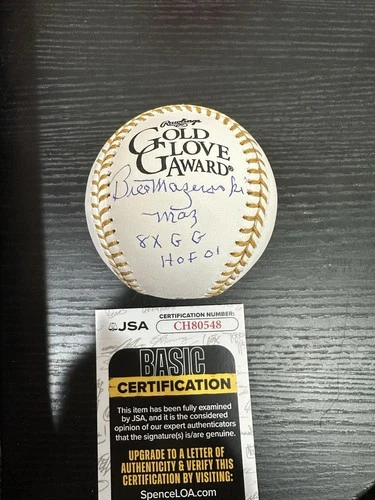 Rawlings
GOLD
GLOVE
AWARD®
Bill Mazeroski
"Maz"
8X G G
H O F 01
JSA
CERTIFICATION NUMBER:
CH80548
BASIC
CERTIFICATION
This item has been fully examined
by JSA, and it is the considered
opinion of our expert authenticators
that the signature(s) is/are genuine.
UPGRADE TO A LETTER OF
AUTHENTICITY & VERIFY THIS
CERTIFICATION BY VISITING:
SpenceLOA.com